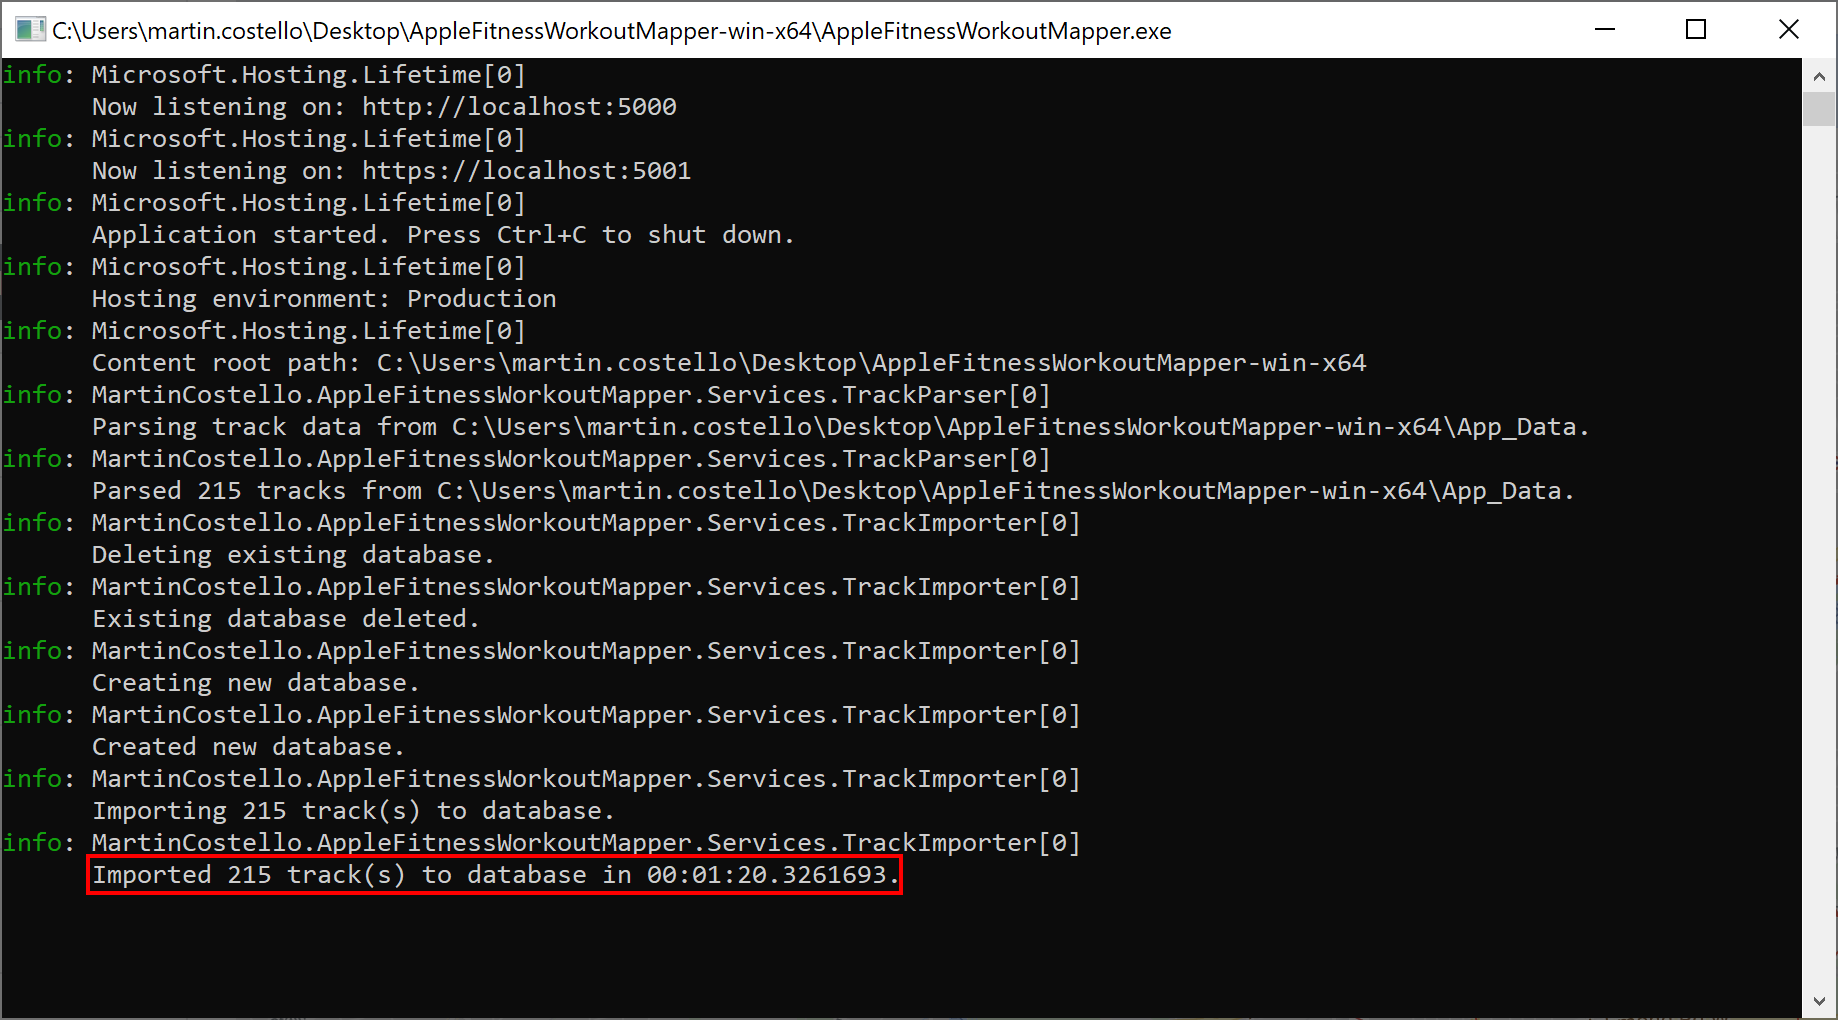 C:\Users\martin.costello\Desktop\AppleFitnessWorkoutMapper-win-x64\AppleFitnessWorkoutMapper.exe
info: Microsoft.Hosting.Lifetime[0]
Now listening on: http://localhost:5000
info: Microsoft.Hosting.Lifetime[0]
Now listening on: https://localhost:5001
info: Microsoft.Hosting.Lifetime[0]
Application started. Press Ctrl+C to shut down.
info: Microsoft.Hosting.Lifetime[0]
Hosting environment: Production
info: Microsoft.Hosting.Lifetime[0]
Content root path: C:\Users\martin.costello\Desktop\AppleFitnessWorkoutMapper-win-x64
info: MartinCostello.AppleFitnessWorkoutMapper.Services.TrackParser[0]
Parsing track data from C:\Users\martin.costello\Desktop\AppleFitnessWorkoutMapper-win-x64\App_Data.
info: MartinCostello.AppleFitnessWorkoutMapper.Services.TrackParser[0]
Parsed 215 tracks from C:\Users\martin.costello\Desktop\AppleFitnessWorkoutMapper-win-x64\App_Data.
info: MartinCostello.AppleFitnessWorkoutMapper.Services.TrackImporter[0]
Deleting existing database.
info: MartinCostello.AppleFitnessWorkoutMapper.Services.TrackImporter[0]
Existing database deleted.
info: MartinCostello.AppleFitnessWorkoutMapper.Services.TrackImporter[0]
Creating new database.
info: MartinCostello.AppleFitnessWorkoutMapper.Services.TrackImporter[0]
Created new database.
info: MartinCostello.AppleFitnessWorkoutMapper.Services.TrackImporter[0]
Importing 215 track(s) to database.
info: MartinCostello.AppleFitnessWorkoutMapper.Services.TrackImporter[0]
Imported 215 track(s) to database in 00:01:20.3261693.